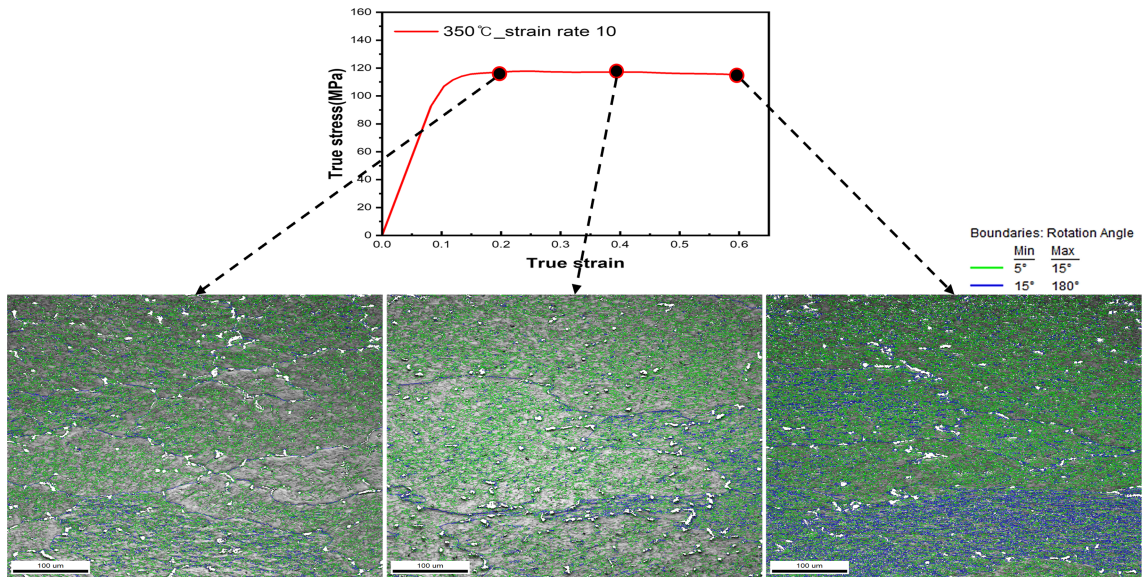 350℃_strain rate 10
True stress(MPa)
160
140
120
100
80
60
40
20
0
0.0 0.1 0.2 0.3 0.4 0.5 0.6
True strain
Boundaries: Rotation Angle
Min Max
5° 15°
15° 180°
100 um
100 um
100 um